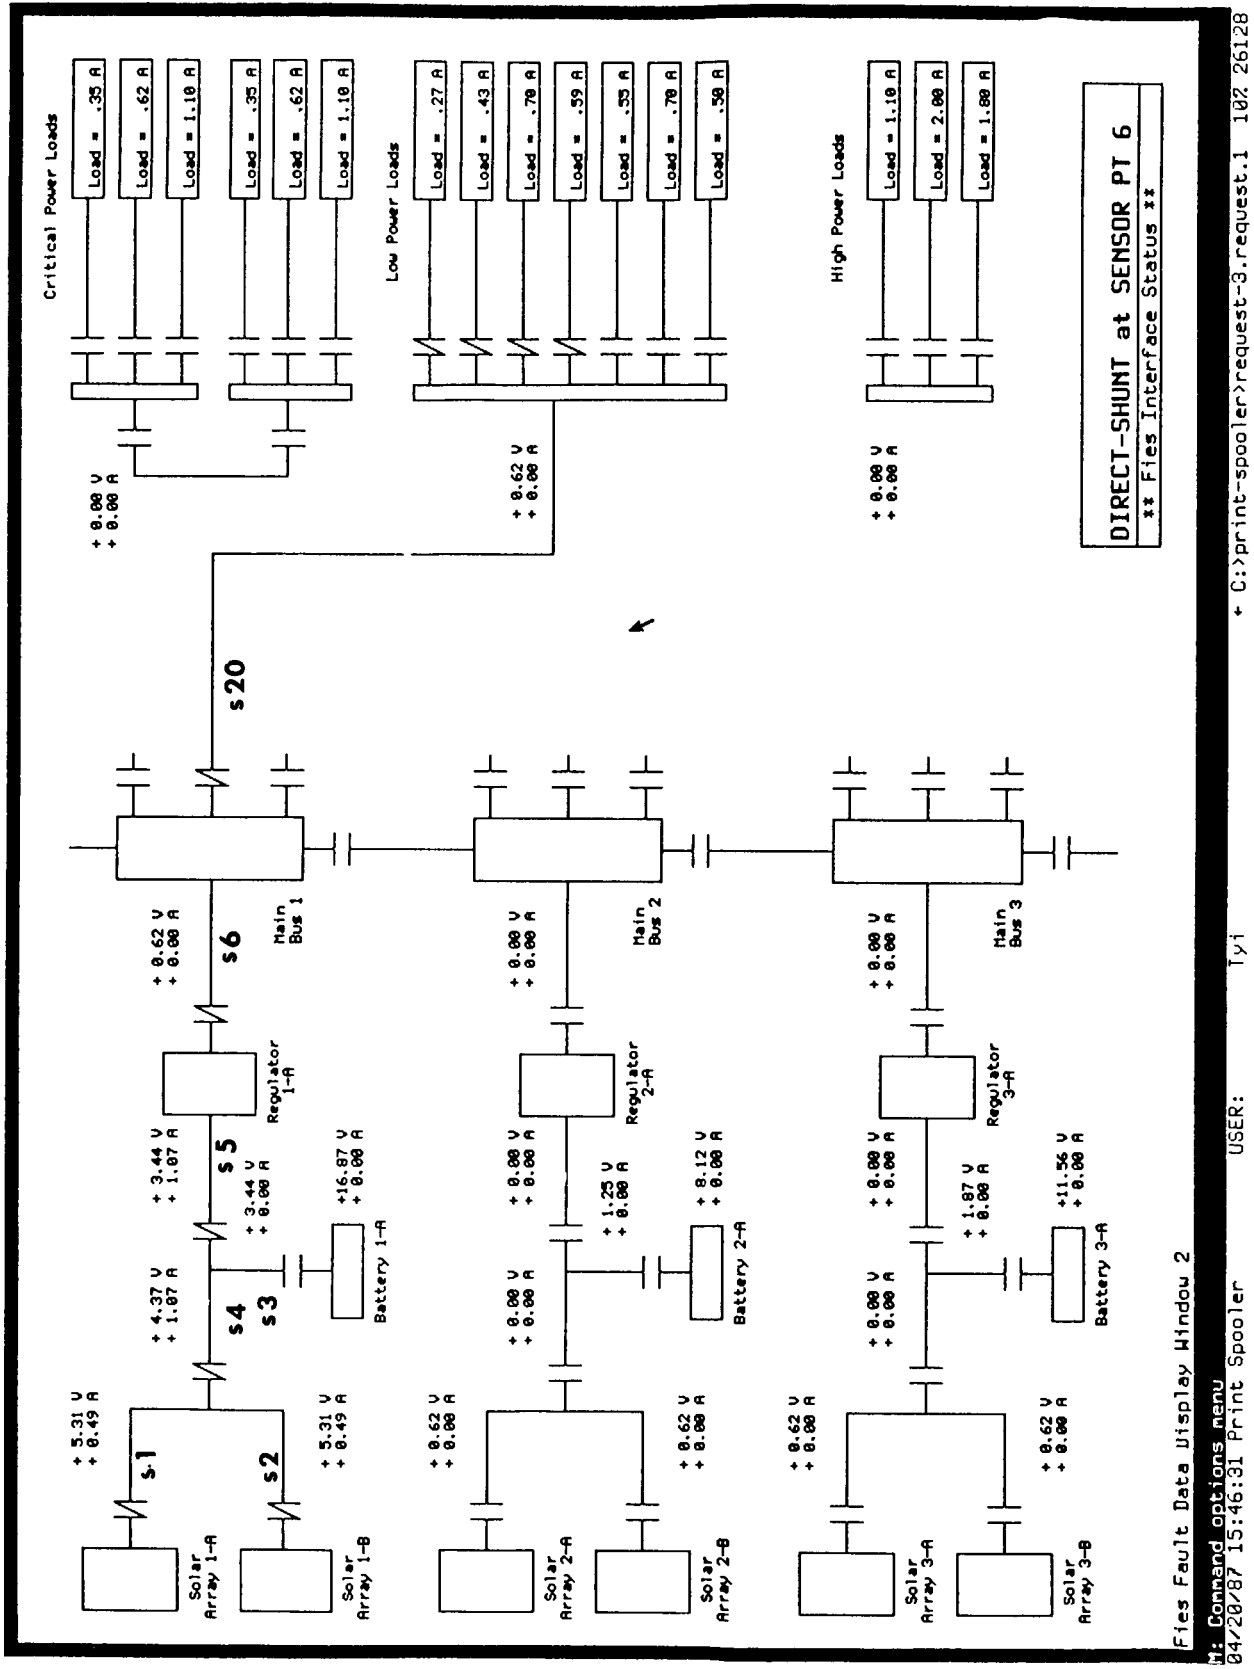 Critical Power Loads
Load = .35 A
Load = .62 A
Load = 1.10 A
Load = .35 A
Load = .62 A
Load = 1.10 A
+ 0.00 V
+ 0.00 A
Low Power Loads
Load = .27 A
Load = .43 A
Load = .70 A
Load = .59 A
Load = .55 A
Load = .70 A
Load = .50 A
+ 0.62 V
+ 0.00 A
High Power Loads
Load = 1.10 A
Load = 2.00 A
Load = 1.80 A
+ 0.00 V
+ 0.00 A
DIRECT-SHUNT at SENSOR PT 6
** Fies Interface Status **
+ 5.31 V
+ 0.49 A
s1
Solar
Array 1-A
s2
+ 5.31 V
+ 0.49 A
Solar
Array 1-B
+ 4.37 V
+ 1.07 A
s4
s3
+ 3.44 V
+ 0.00 A
+16.87 V
+ 0.00 A
Battery 1-A
+ 3.44 V
+ 1.07 A
s5
Regulator
1-A
+ 0.62 V
+ 0.00 A
s6
Main
Bus 1
s20
+ 0.62 V
+ 0.00 A
Solar
Array 2-A
+ 0.62 V
+ 0.00 A
Solar
Array 2-B
+ 0.00 V
+ 0.00 A
+ 1.25 V
+ 0.00 A
+ 8.12 V
+ 0.00 A
Battery 2-A
+ 0.00 V
+ 0.00 A
Regulator
2-A
+ 0.00 V
+ 0.00 A
Main
Bus 2
+ 0.62 V
+ 0.00 A
Solar
Array 3-A
+ 0.62 V
+ 0.00 A
Solar
Array 3-B
+ 0.00 V
+ 0.00 A
+ 1.87 V
+ 0.00 A
+11.56 V
+ 0.00 A
Battery 3-A
+ 0.00 V
+ 0.00 A
Regulator
3-A
+ 0.00 V
+ 0.00 A
Main
Bus 3
Fies Fault Data Display Window 2
M: Command options menu
04/20/87 15:46:31 Print Spooler USER: Tyi + C:>print-spooler>request-3.request.1 102 26128